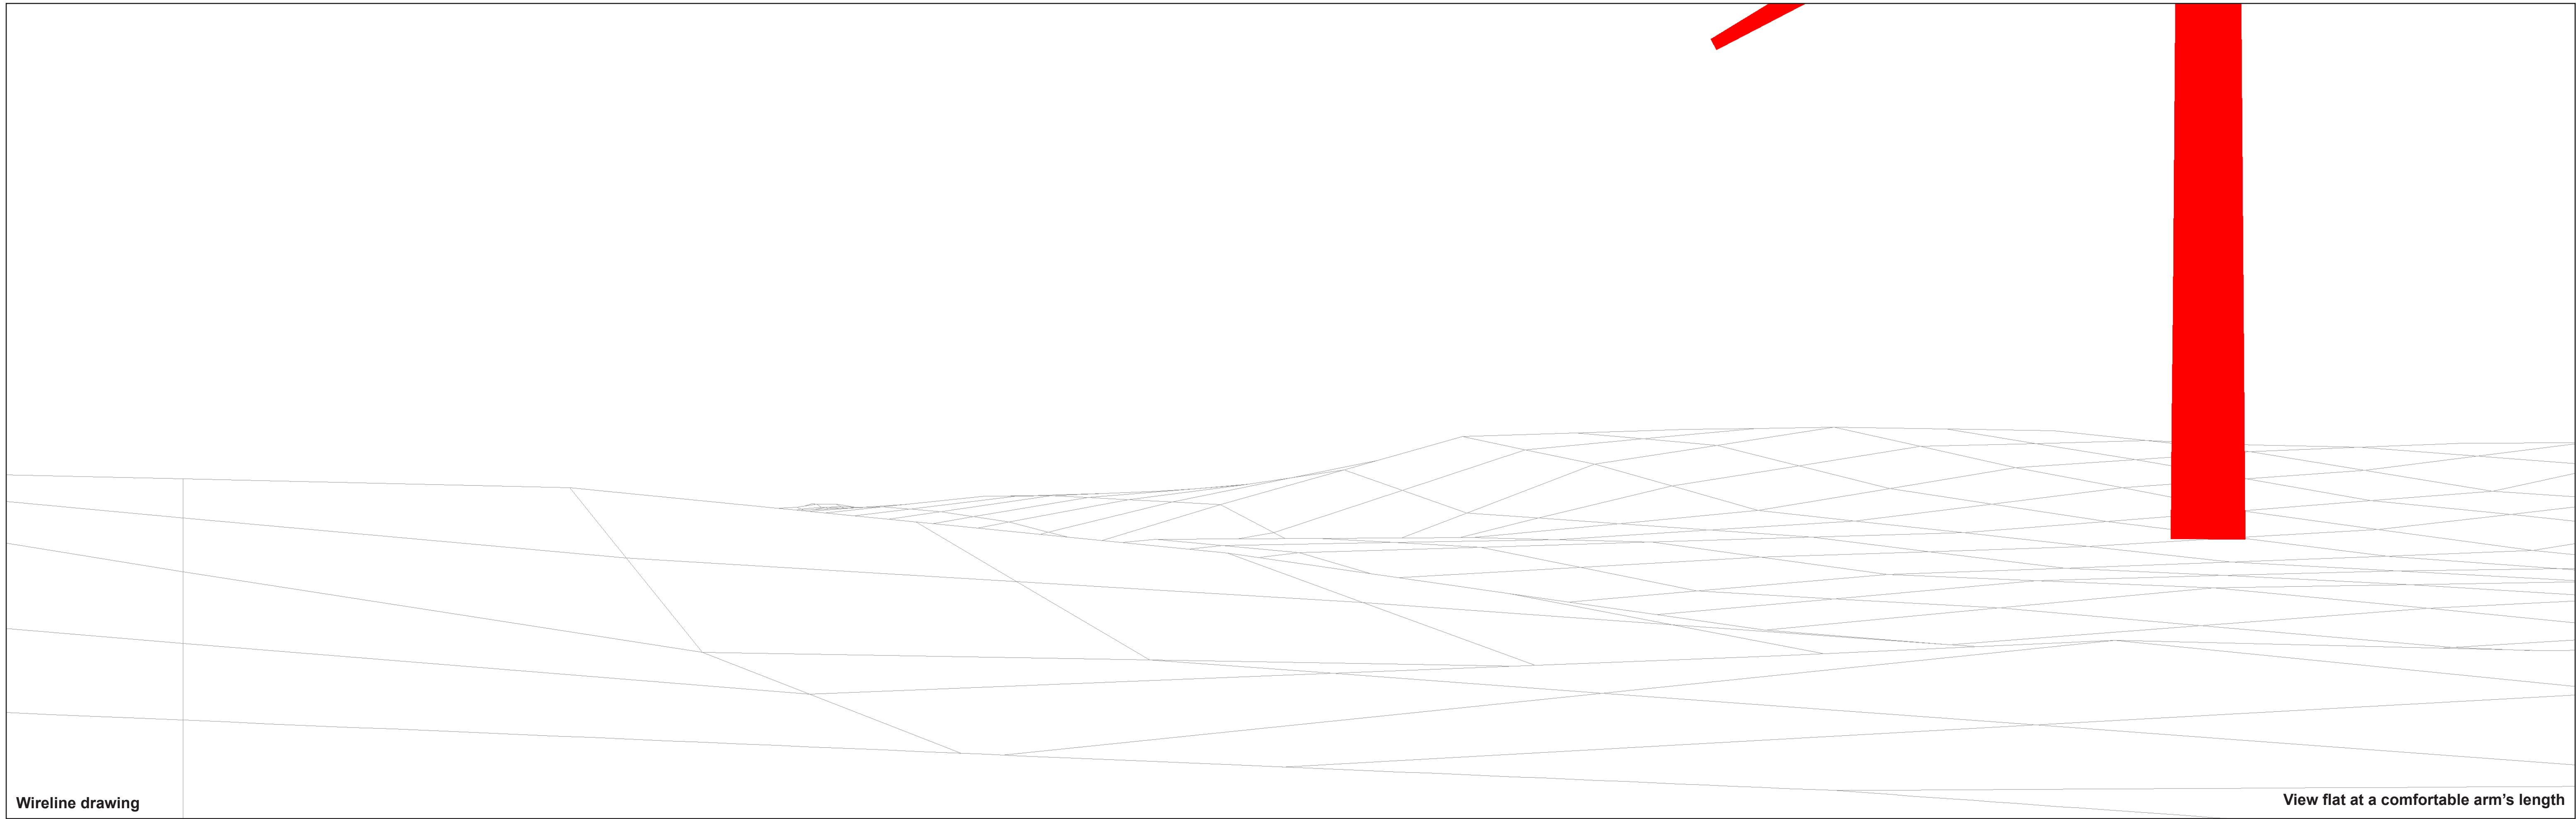 Wireline drawing
View flat at a comfortable arm’s length